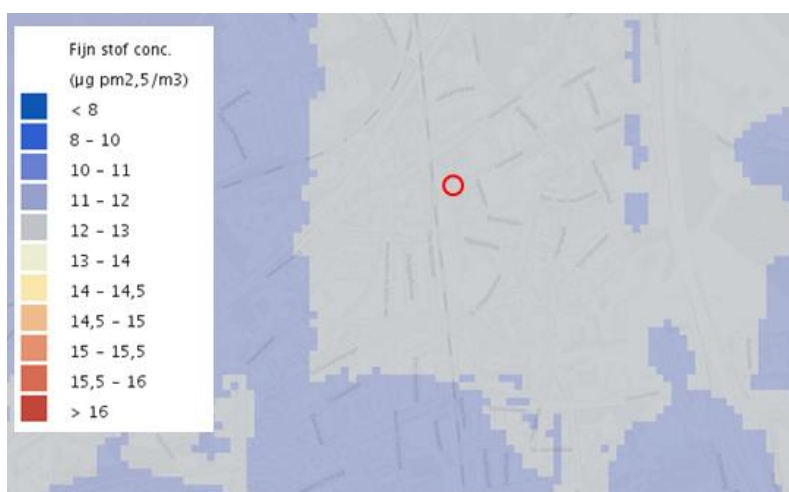 Fijn stof conc.
(µg pm2,5/m3)
< 8
8 – 10
10 – 11
11 – 12
12 – 13
13 – 14
14 – 14,5
14,5 – 15
15 – 15,5
15,5 – 16
> 16